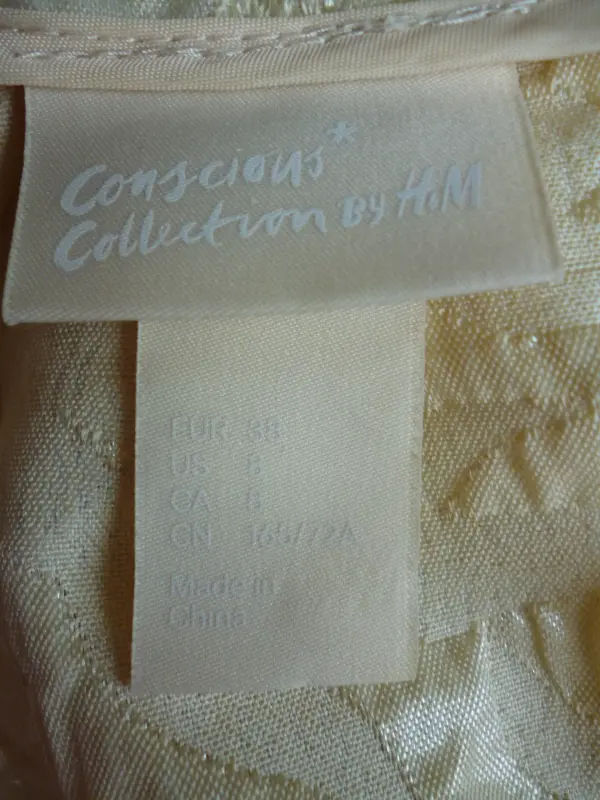 Conscious*
Collection By H&M
EUR 38
US 8
CA 8
CN 165/72A
Made in
China